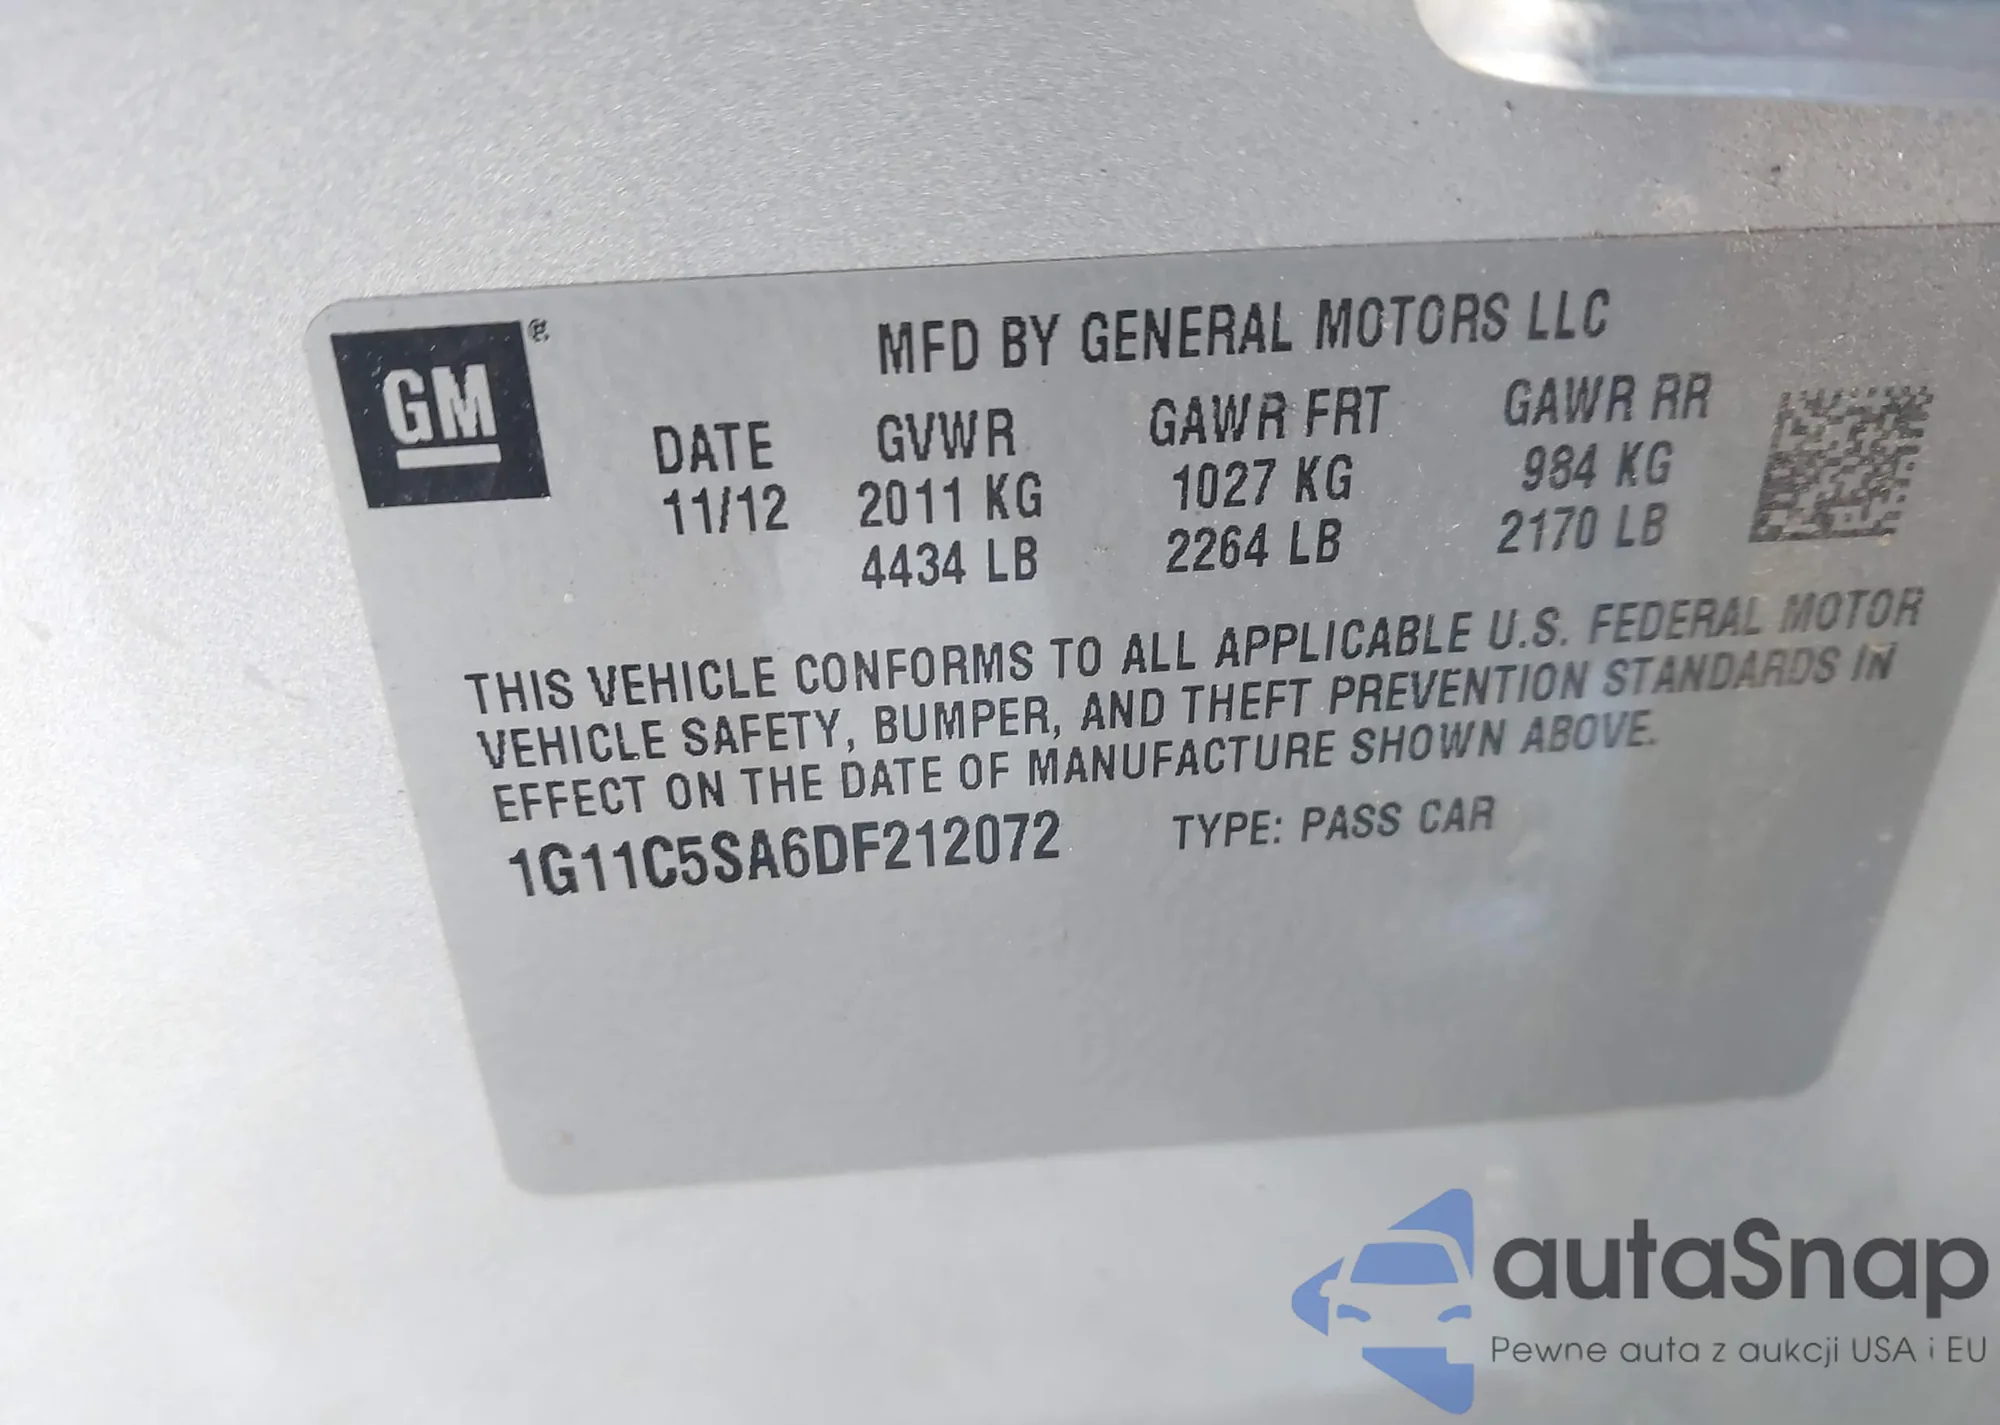 GM®
MFD BY GENERAL MOTORS LLC
DATE GVWR GAWR FRT GAWR RR
11/12 2011 KG 1027 KG 984 KG
4434 LB 2264 LB 2170 LB
THIS VEHICLE CONFORMS TO ALL APPLICABLE U.S. FEDERAL MOTOR
VEHICLE SAFETY, BUMPER, AND THEFT PREVENTION STANDARDS IN
EFFECT ON THE DATE OF MANUFACTURE SHOWN ABOVE.
1G11C5SA6DF212072 TYPE: PASS CAR
autaSnap
Pewne auta z aukcji USA i EU